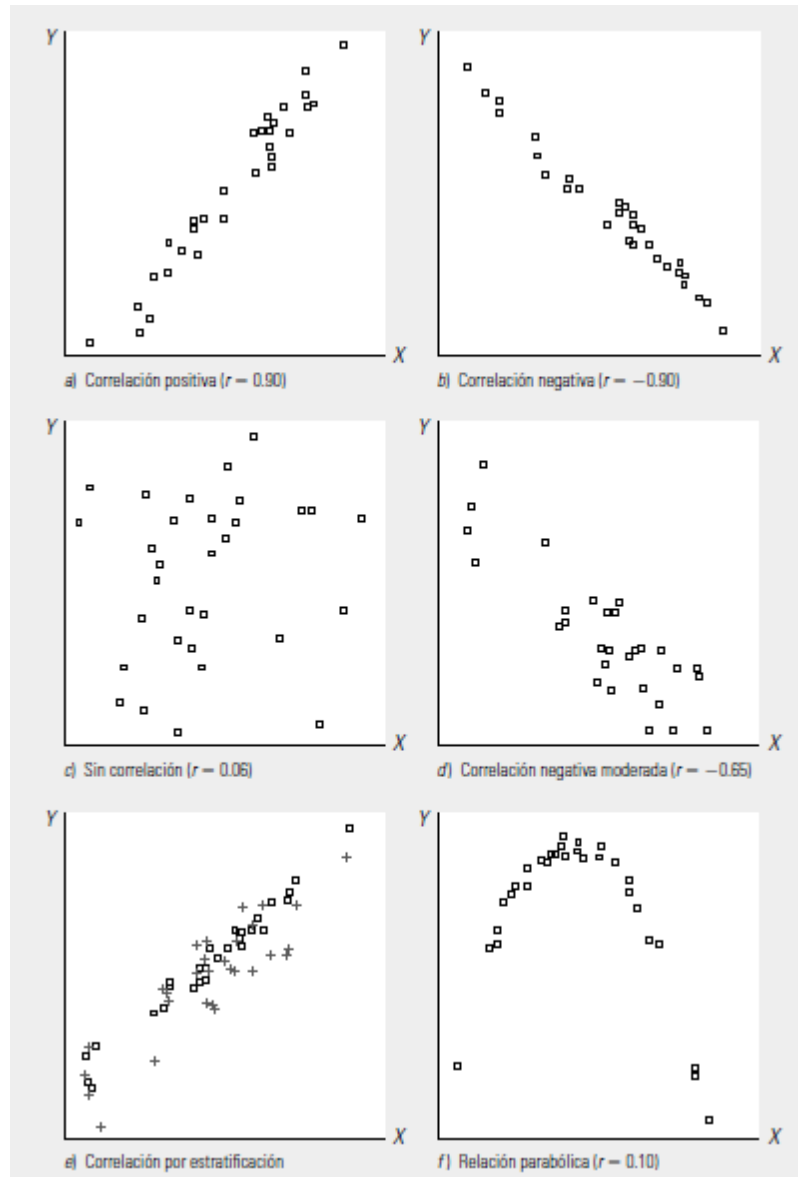 Y
X
a) Correlación positiva (r = 0.90)
Y
X
b) Correlación negativa (r = −0.90)
Y
X
c) Sin correlación (r = 0.06)
Y
X
d) Correlación negativa moderada (r = −0.65)
Y
X
e) Correlación por estratificación
Y
X
f) Relación parabólica (r = 0.10)